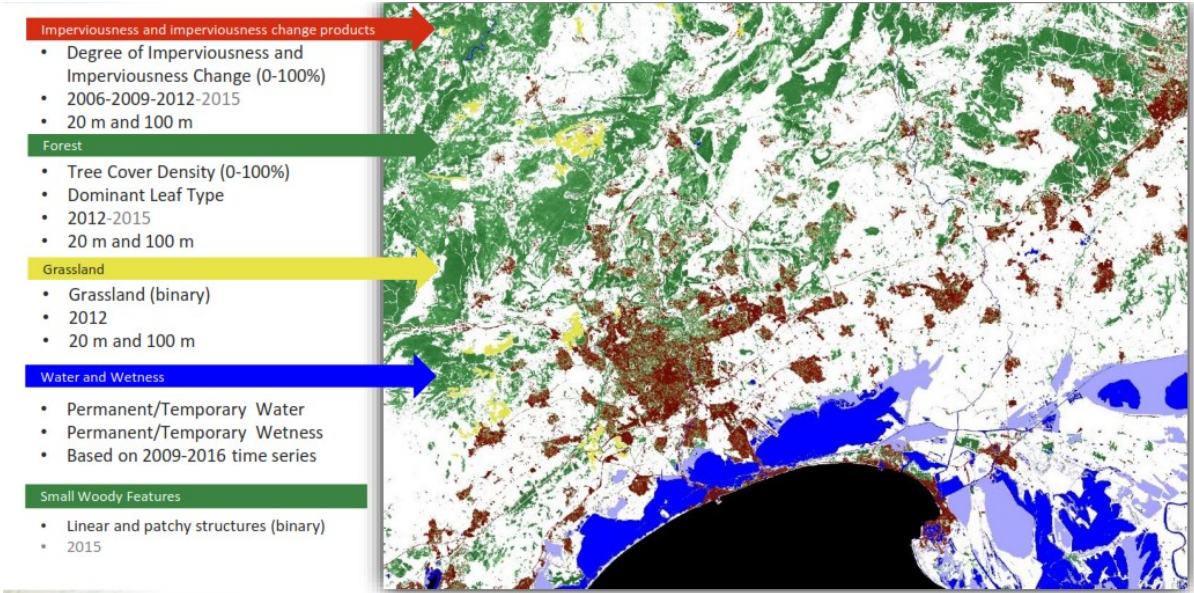 Imperviousness and imperviousness change products
• Degree of Imperviousness and
Imperviousness Change (0-100%)
• 2006-2009-2012-2015
• 20 m and 100 m
Forest
• Tree Cover Density (0-100%)
• Dominant Leaf Type
• 2012-2015
• 20 m and 100 m
Grassland
• Grassland (binary)
• 2012
• 20 m and 100 m
Water and Wetness
• Permanent/Temporary Water
• Permanent/Temporary Wetness
• Based on 2009-2016 time series
Small Woody Features
• Linear and patchy structures (binary)
• 2015